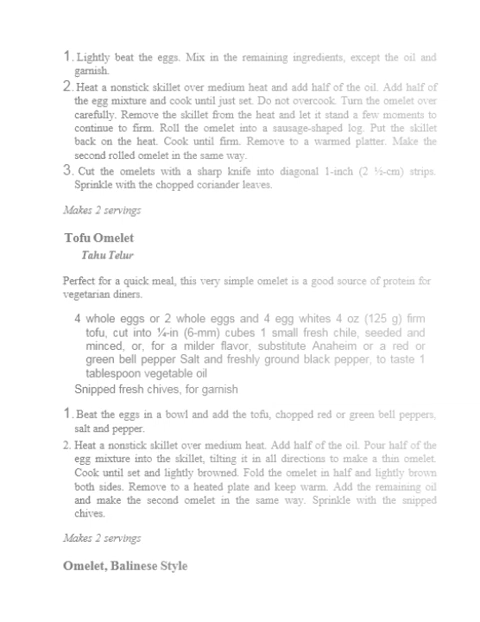 1. Lightly beat the eggs. Mix in the remaining ingredients, except the oil and
garnish.
2. Heat a nonstick skillet over medium heat and add half of the oil. Add half of
the egg mixture and cook until just set. Do not overcook. Turn the omelet over
carefully. Remove the skillet from the heat and let it stand a few moments to
continue to firm. Roll the omelet into a sausage-shaped log. Put the skillet
back on the heat. Cook until firm. Remove to a warmed platter. Make the
second rolled omelet in the same way.
3. Cut the omelets with a sharp knife into diagonal 1-inch (2 ½-cm) strips.
Sprinkle with the chopped coriander leaves.
Makes 2 servings
Tofu Omelet
Tahu Telur
Perfect for a quick meal, this very simple omelet is a good source of protein for
vegetarian diners.
4 whole eggs or 2 whole eggs and 4 egg whites 4 oz (125 g) firm
tofu, cut into ¼-in (6-mm) cubes 1 small fresh chile, seeded and
minced, or, for a milder flavor, substitute Anaheim or a red or
green bell pepper Salt and freshly ground black pepper, to taste 1
tablespoon vegetable oil
Snipped fresh chives, for garnish
1. Beat the eggs in a bowl and add the tofu, chopped red or green bell peppers,
salt and pepper.
2. Heat a nonstick skillet over medium heat. Add half of the oil. Pour half of the
egg mixture into the skillet, tilting it in all directions to make a thin omelet.
Cook until set and lightly browned. Fold the omelet in half and lightly brown
both sides. Remove to a heated plate and keep warm. Add the remaining oil
and make the second omelet in the same way. Sprinkle with the snipped
chives.
Makes 2 servings
Omelet, Balinese Style